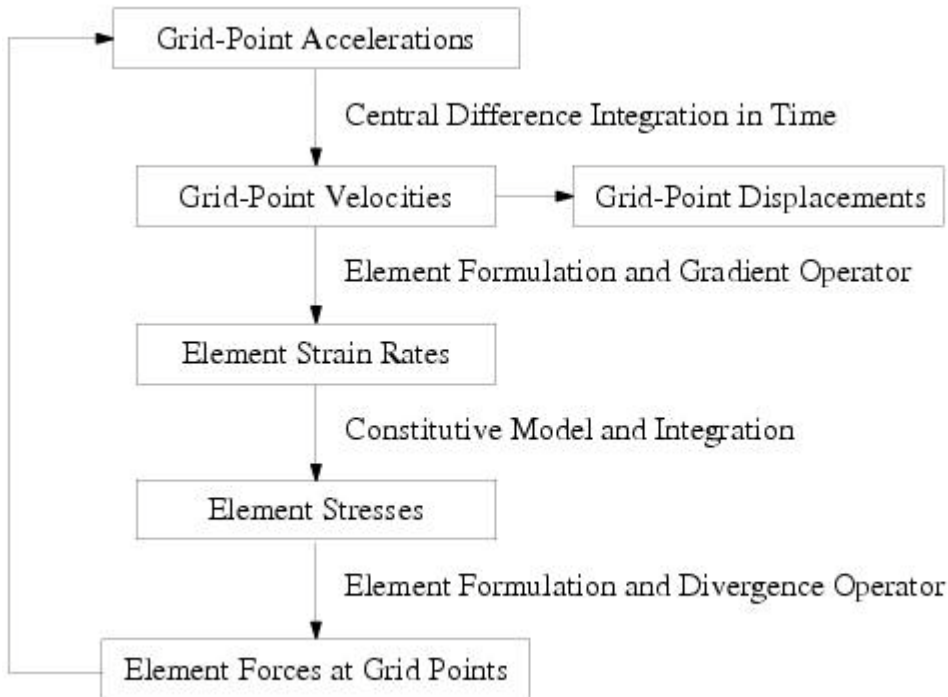 Grid-Point Accelerations
Central Difference Integration in Time
Grid-Point Velocities
Grid-Point Displacements
Element Formulation and Gradient Operator
Element Strain Rates
Constitutive Model and Integration
Element Stresses
Element Formulation and Divergence Operator
Element Forces at Grid Points